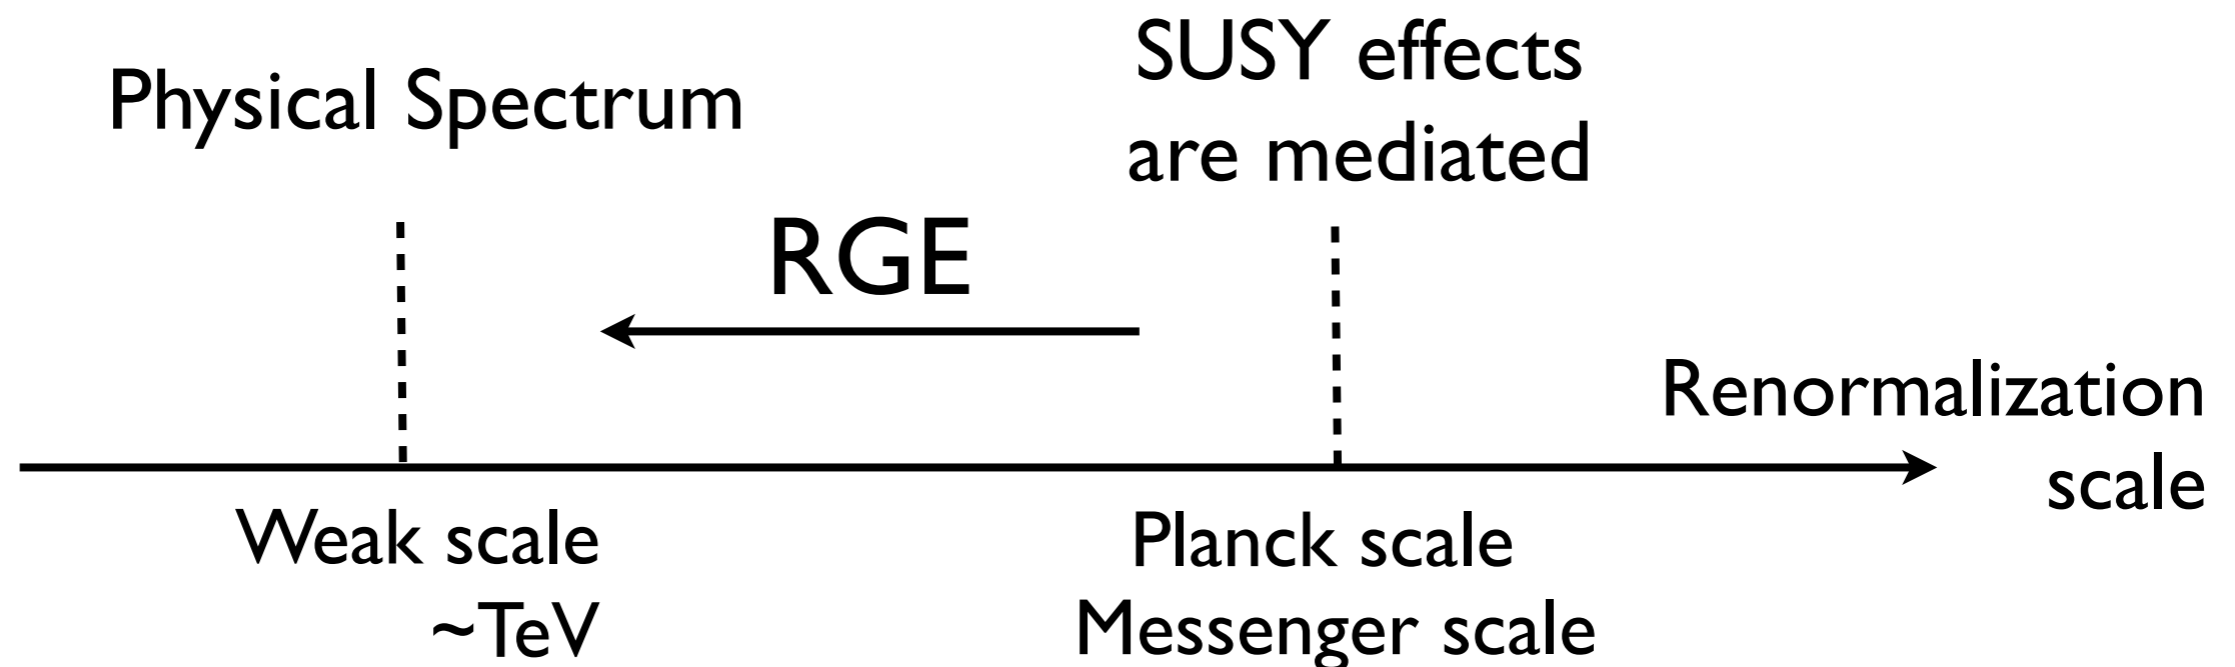 Physical Spectrum
SUSY effects
are mediated
RGE
Renormalization
scale
Weak scale
~TeV
Planck scale
Messenger scale